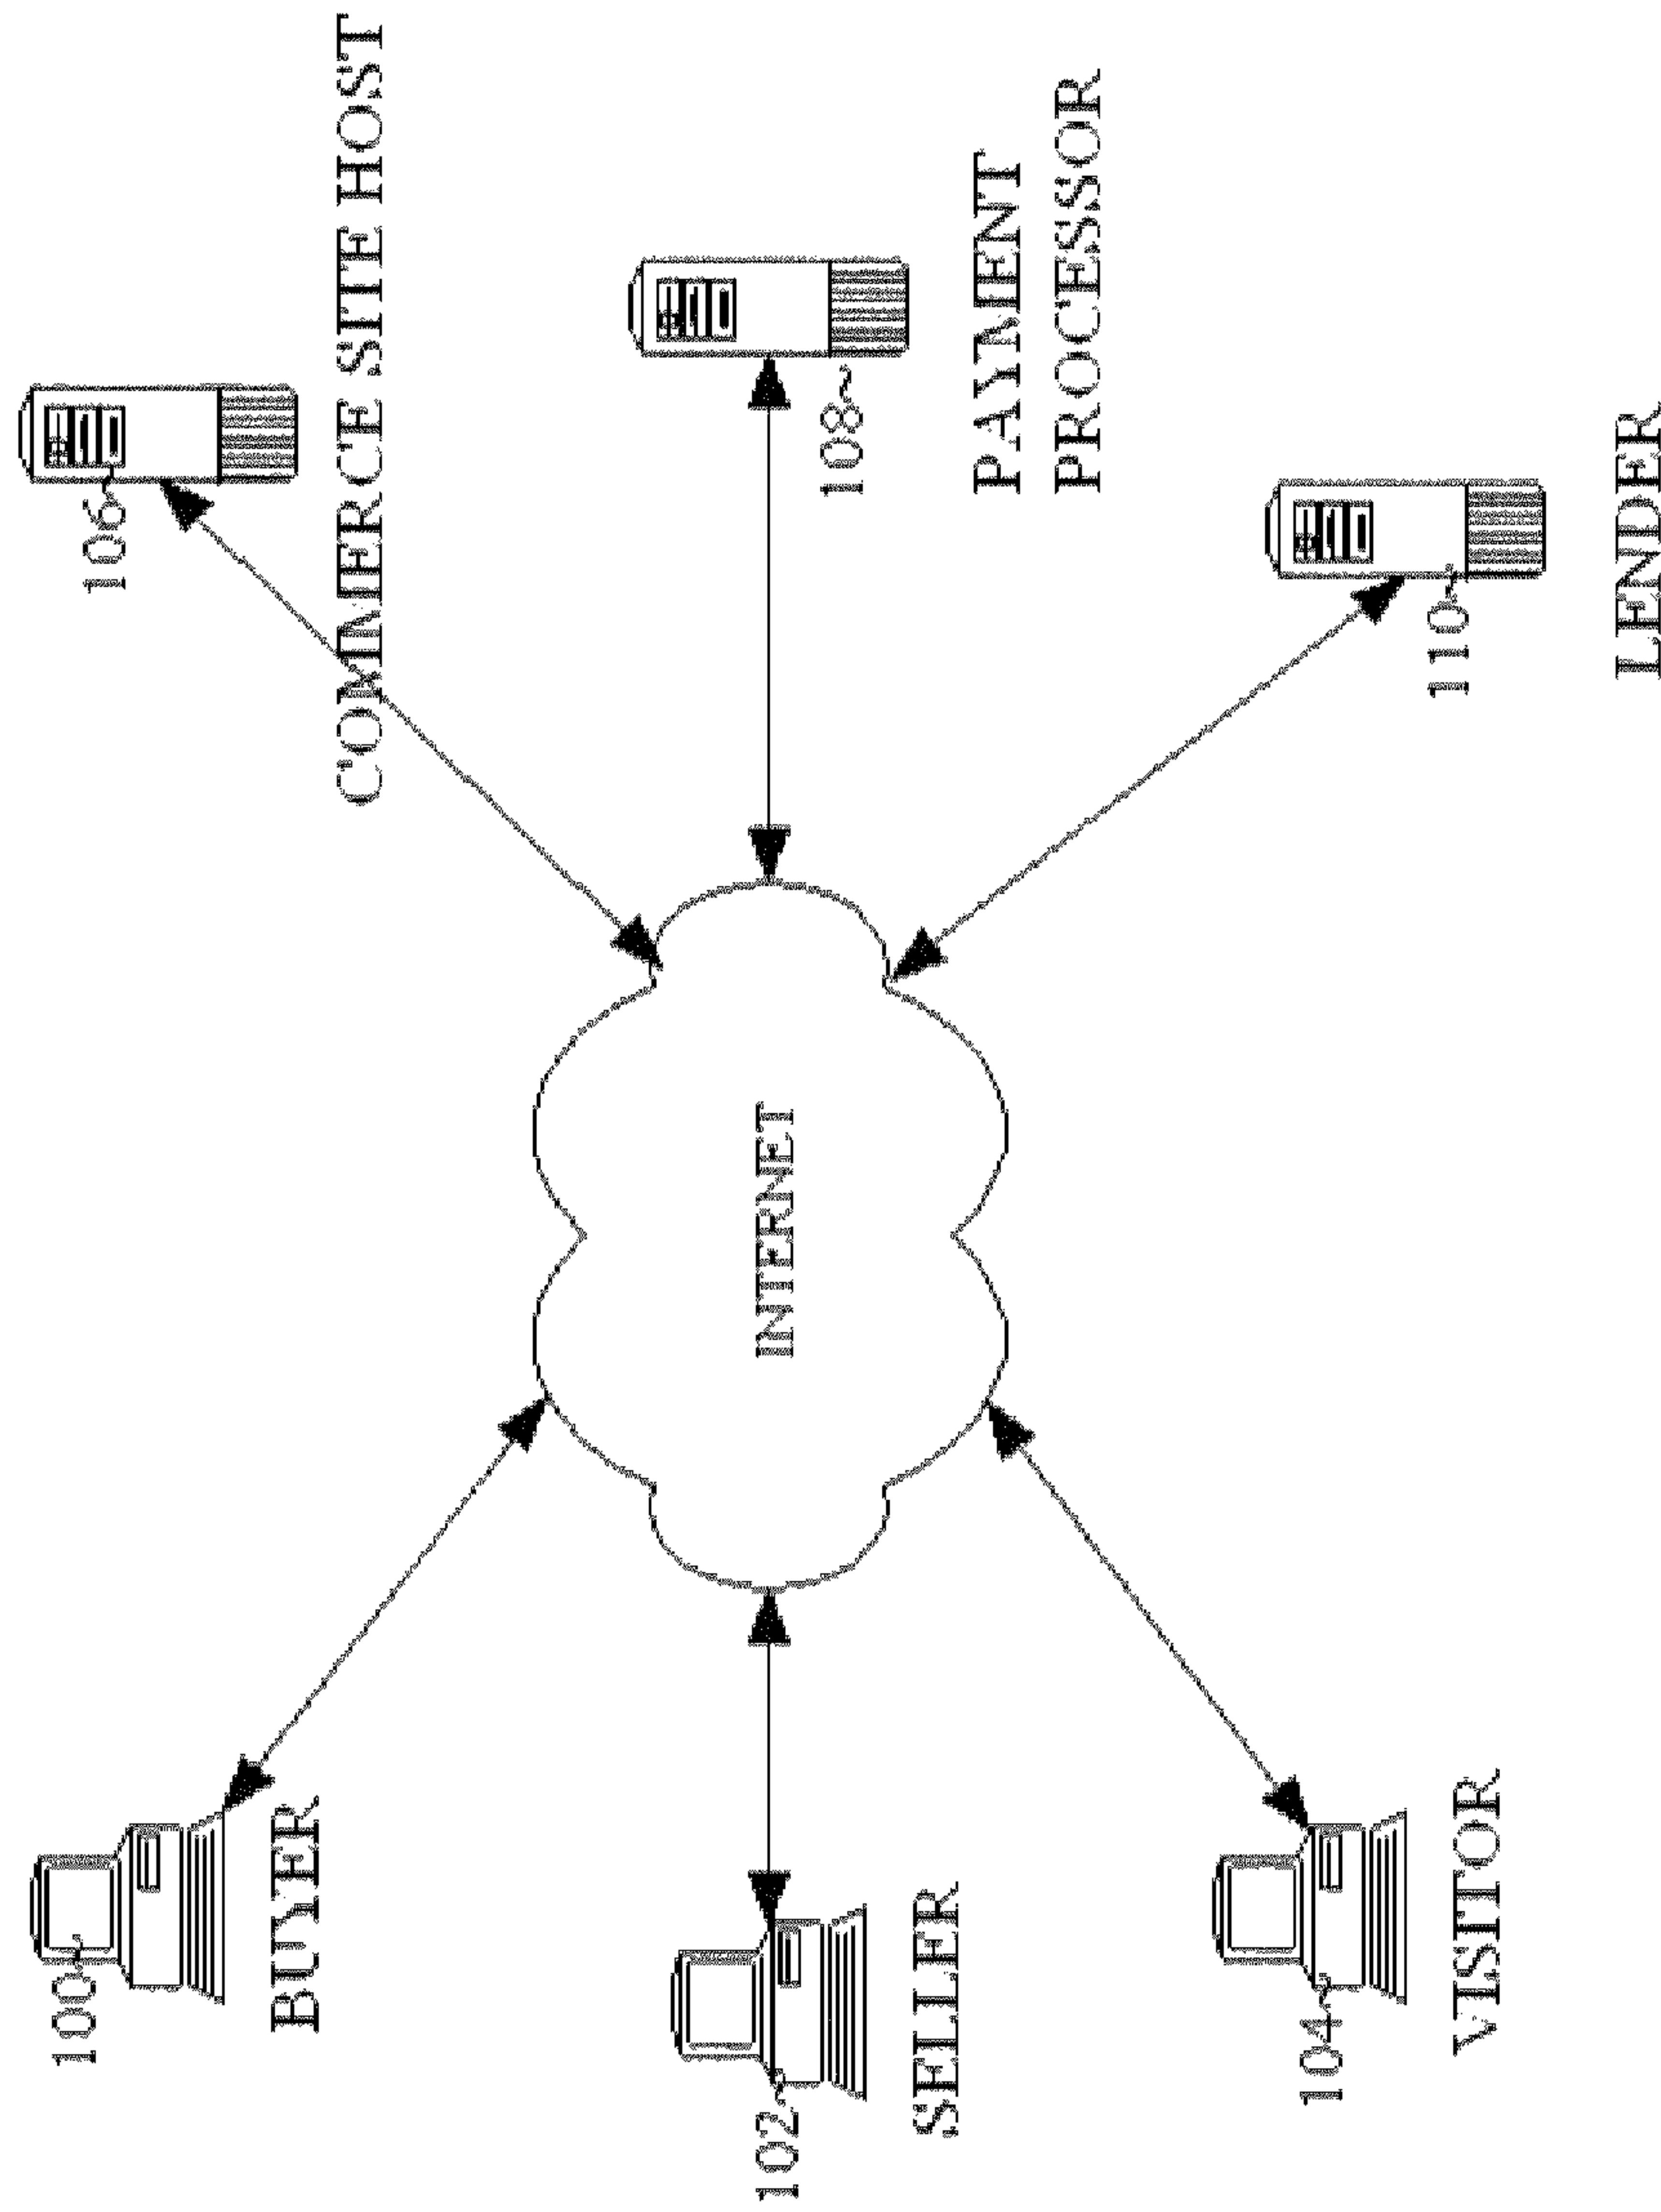 100
BUYER
106
COMMERCE SITE HOST
102
SELLER
INTERNET
108
PAYMENT
PROCESSOR
104
VISITOR
110
LENDER